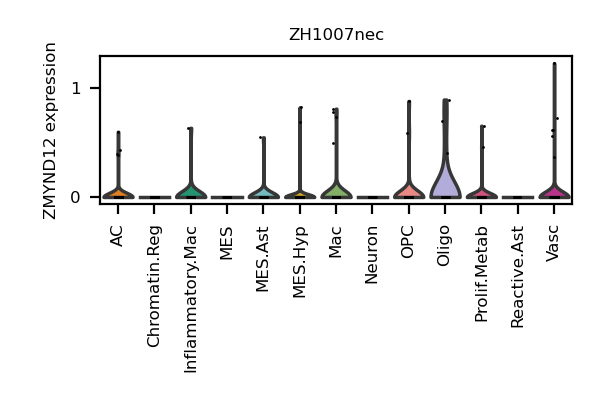 ZH1007nec
ZMYND12 expression
1
0
AC
Chromatin.Reg
Inflammatory.Mac
MES
MES.Ast
MES.Hyp
Mac
Neuron
OPC
Oligo
Prolif.Metab
Reactive.Ast
Vasc